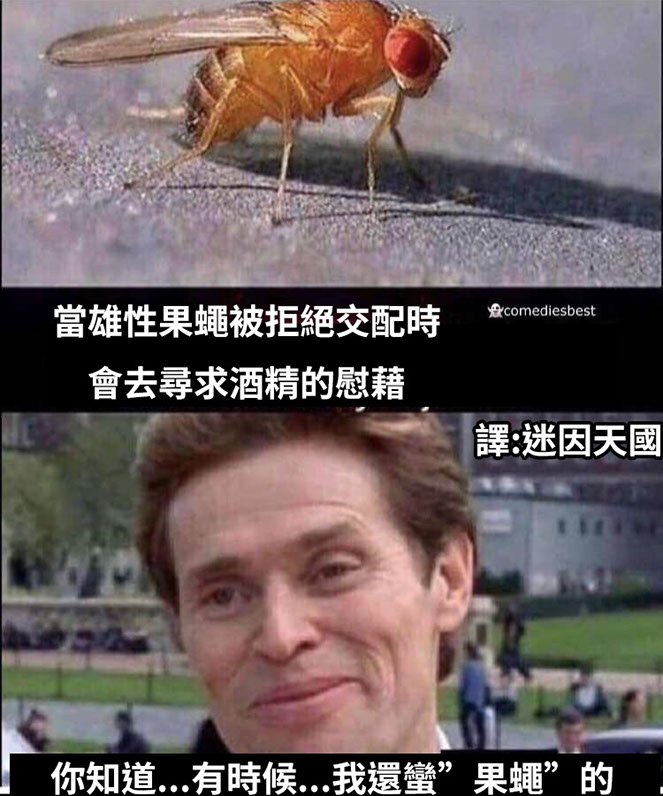 當雄性果蠅被拒絕交配時
comediesbest
會去尋求酒精的慰藉
譯:迷因天國
你知道...有時候...我還蠻”果蠅”的